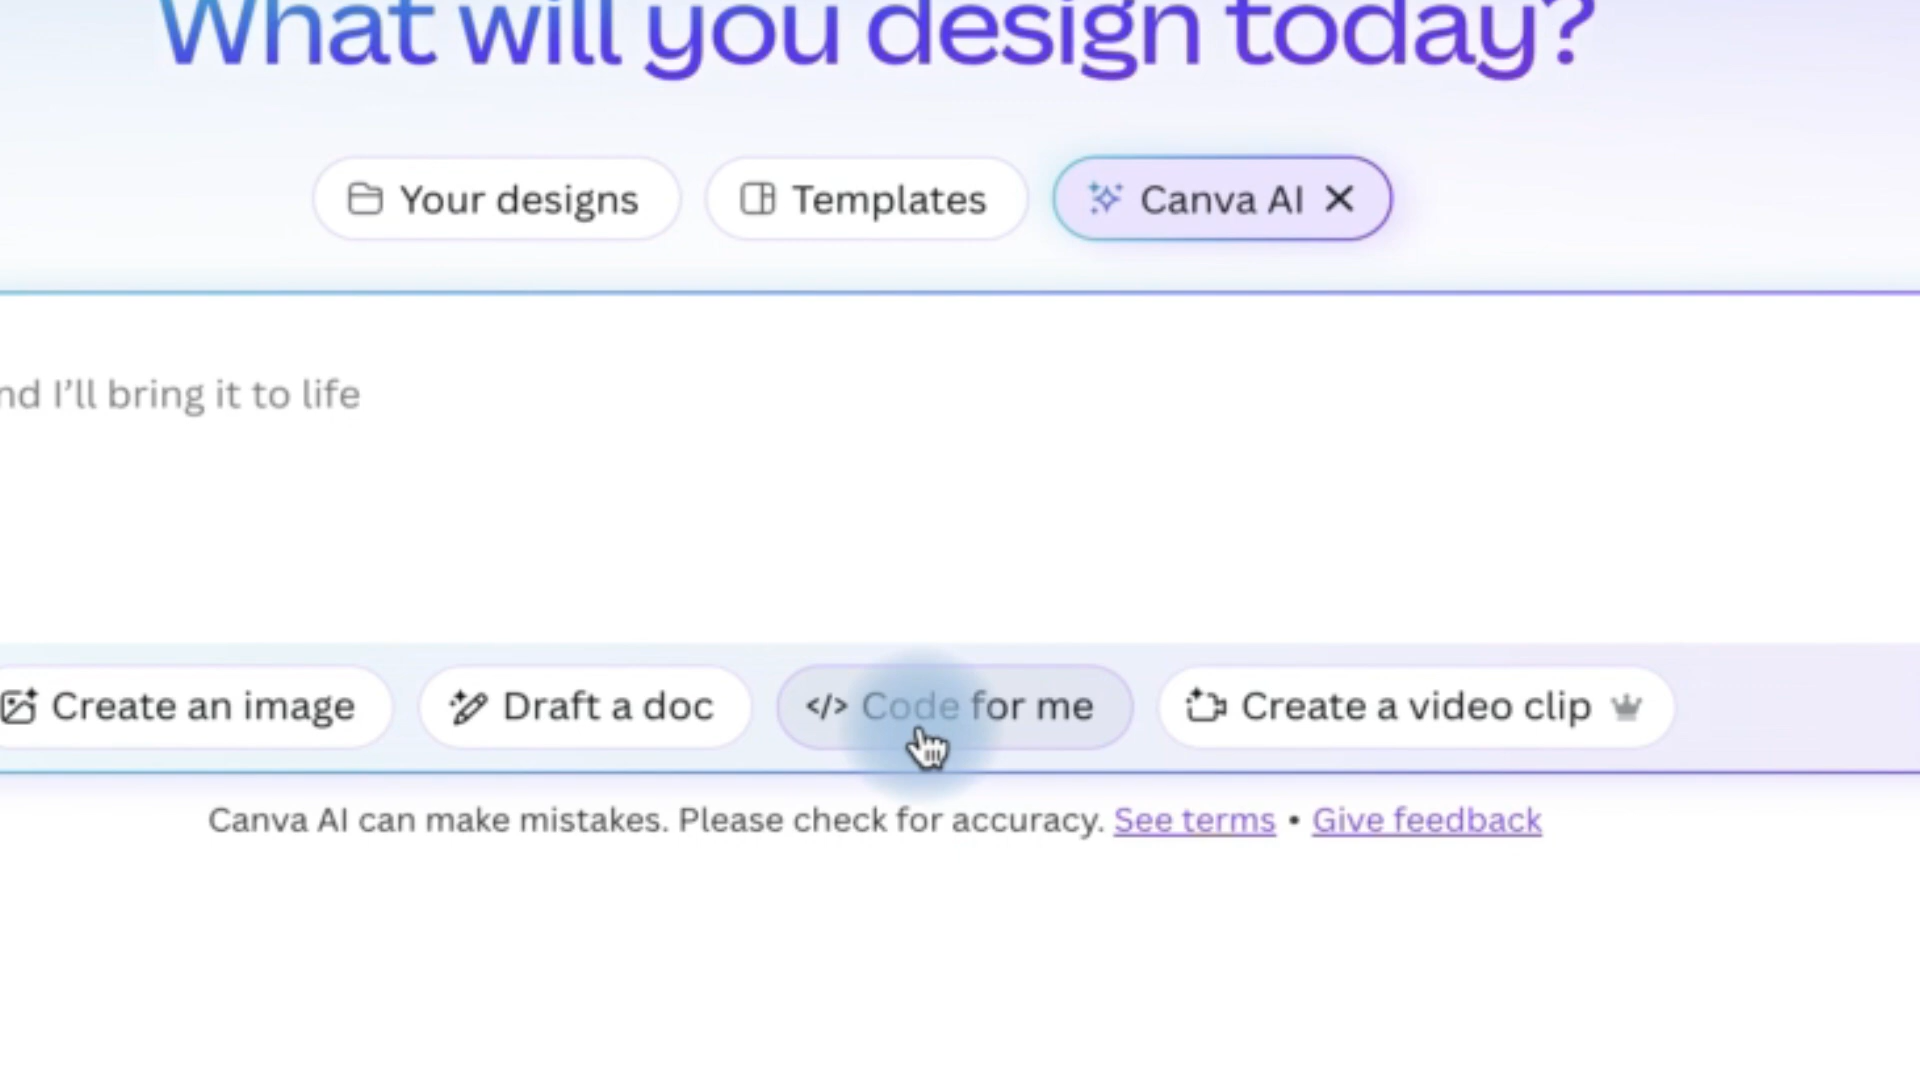 What will you design today?
Your designs
Templates
Canva AI
I'll bring it to life
Create an image
Draft a doc
</> Code for me
Create a video clip
Canva AI can make mistakes. Please check for accuracy. See terms • Give feedback